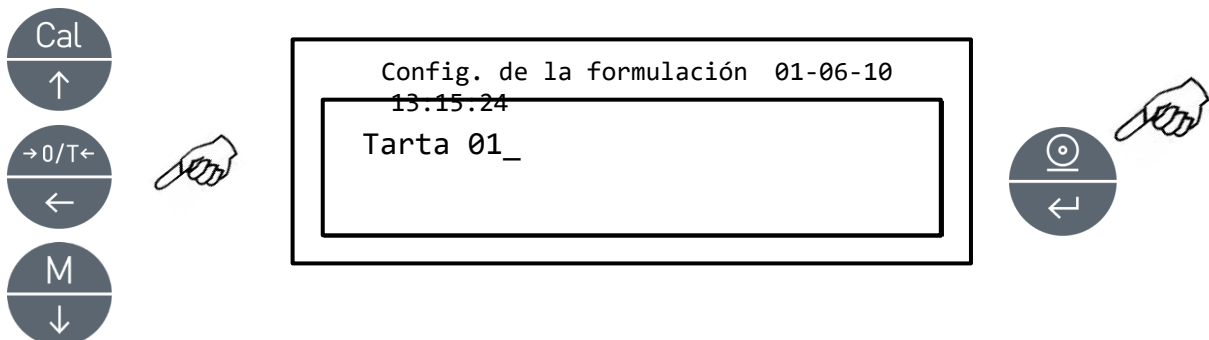 Cal
↑
→0/T←
←
M
↓
Config. de la formulación 01-06-10
13:15:24
Tarta 01_